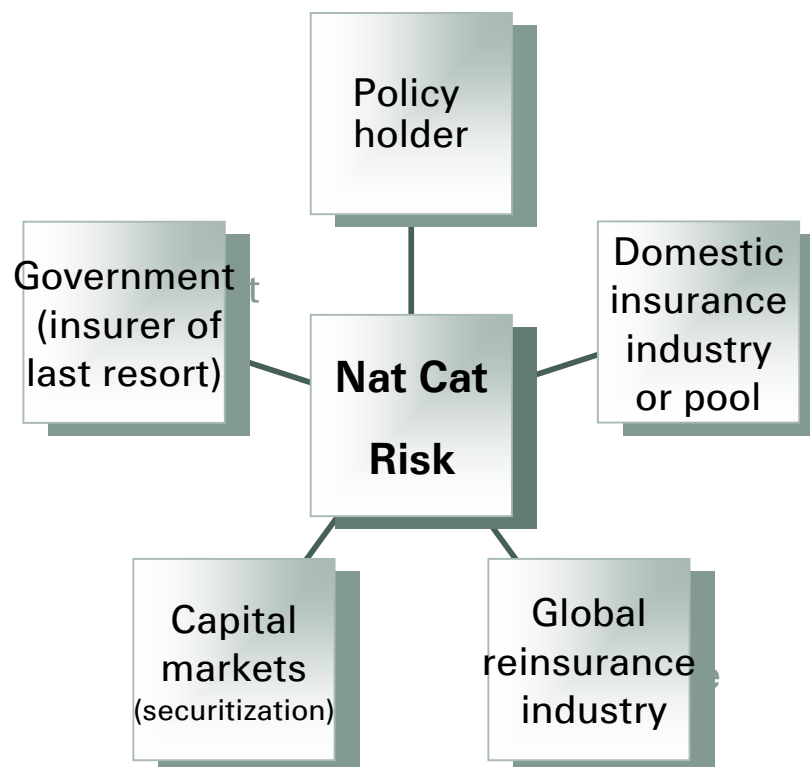 Policy
holder
Government
(insurer of
last resort)
Domestic
insurance
industry
or pool
Nat Cat
Risk
Capital
markets
(securitization)
Global
reinsurance
industry